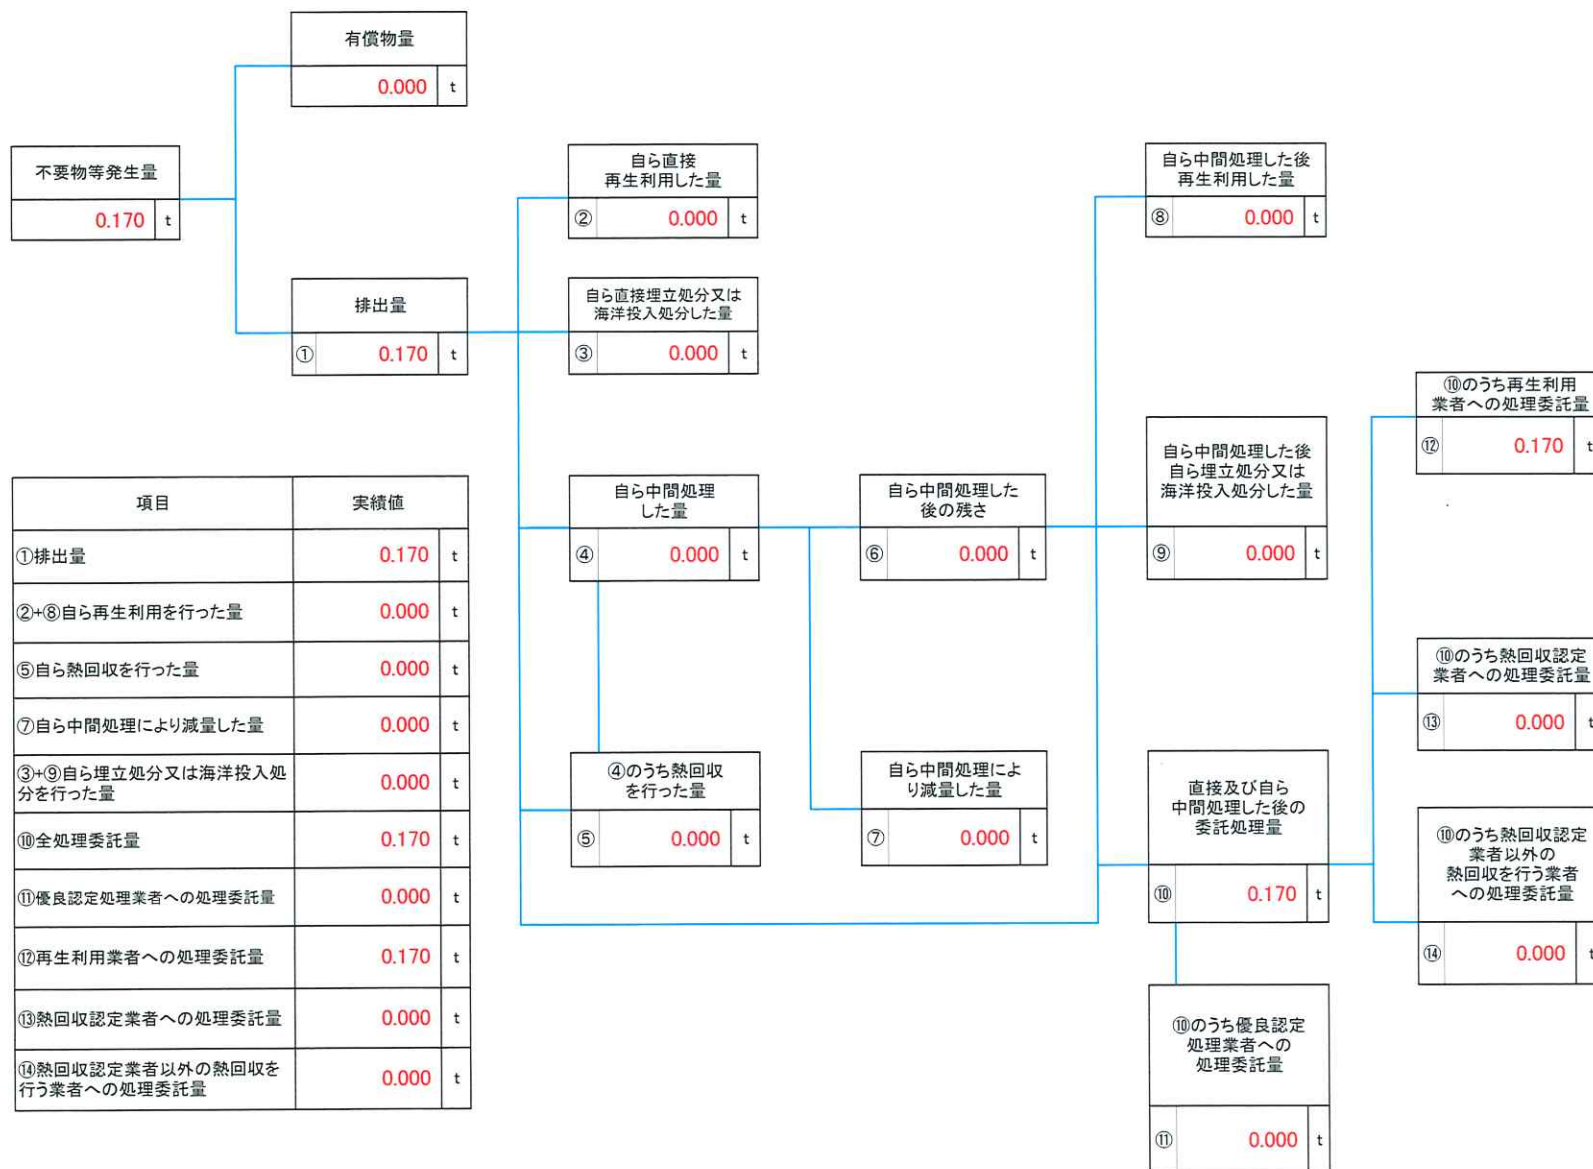 有償物量
0.000 t
不要物等発生量
0.170 t
排出量
① 0.170 t
自ら直接
再生利用した量
② 0.000 t
自ら直接埋立処分又は
海洋投入処分した量
③ 0.000 t
自ら中間処理
した量
④ 0.000 t
④のうち熱回収
を行った量
⑤ 0.000 t
自ら中間処理した
後の残さ
⑥ 0.000 t
自ら中間処理によ
り減量した量
⑦ 0.000 t
自ら中間処理した後
再生利用した量
⑧ 0.000 t
自ら中間処理した後
自ら埋立処分又は
海洋投入処分した量
⑨ 0.000 t
直接及び自ら
中間処理した後の
委託処理量
⑩ 0.170 t
⑩のうち優良認定
処理業者への
処理委託量
⑪ 0.000 t
⑩のうち再生利用
業者への処理委託量
⑫ 0.170 t
⑩のうち熱回収認定
業者への処理委託量
⑬ 0.000 t
⑩のうち熱回収認定
業者以外の
熱回収を行う業者
への処理委託量
⑭ 0.000 t
項目 実績値
①排出量 0.170 t
②+⑧自ら再生利用を行った量 0.000 t
⑤自ら熱回収を行った量 0.000 t
⑦自ら中間処理により減量した量 0.000 t
③+⑨自ら埋立処分又は海洋投入処
分を行った量 0.000 t
⑩全処理委託量 0.170 t
⑪優良認定処理業者への処理委託量 0.000 t
⑫再生利用業者への処理委託量 0.170 t
⑬熱回収認定業者への処理委託量 0.000 t
⑭熱回収認定業者以外の熱回収を
行う業者への処理委託量 0.000 t